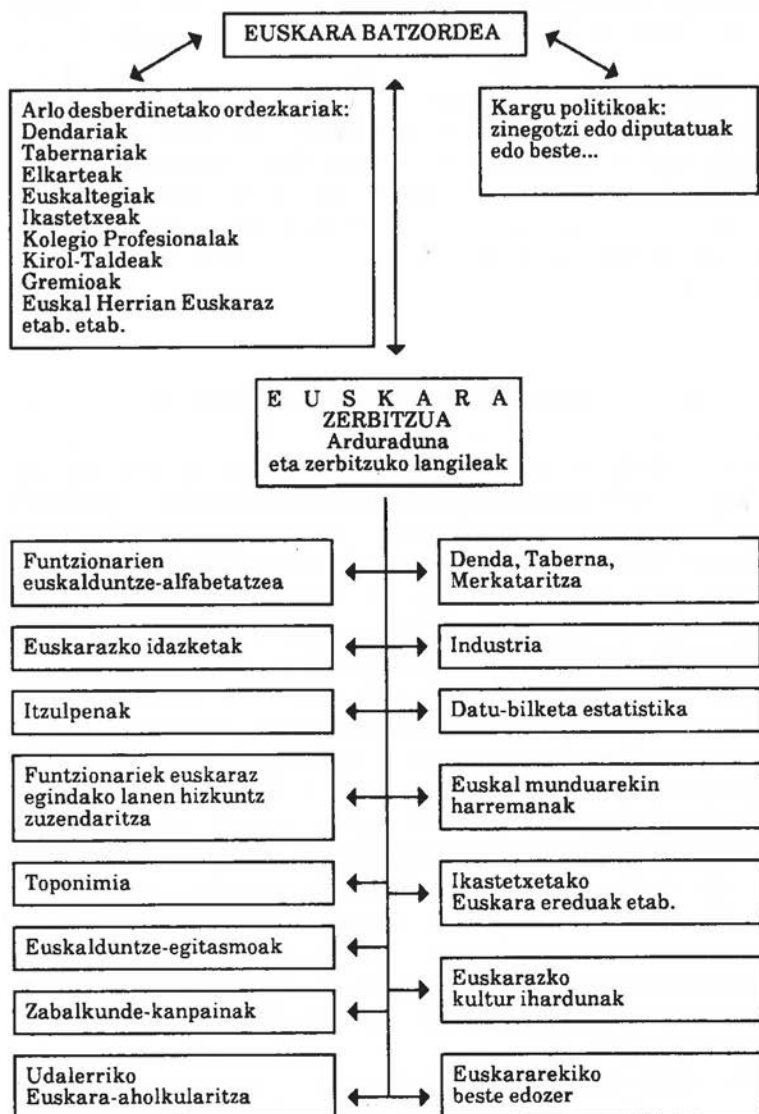 EUSKARA BATZORDEA
Arlo desberdinetako ordezkariak:
Dendariak
Tabernariak
Elkarteak
Euskaltegiak
Ikastetxeak
Kolegio Profesionalak
Kirol-Taldeak
Gremioak
Euskal Herrian Euskaraz
etab. etab.
Kargu politikoak:
zinegotzi edo diputatuak
edo beste...
E U S K A R A
ZERBITZUA
Arduraduna
eta zerbitzuko langileak
Funtzionarien
euskalduntze-alfabetatzea
Denda, Taberna,
Merkataritza
Euskarazko idazketak
Industria
Itzulpenak
Datu-bilketa estatistika
Funtzionariek euskaraz
egindako lanen hizkuntz
zuzendaritza
Euskal munduarekin
harremanak
Toponimia
Ikastetxetako
Euskara ereduak etab.
Euskalduntze-egitasmoak
Euskarazko
kultur ihardunak
Zabalkunde-kanpainak
Udalerriko
Euskara-aholkularitza
Euskararekiko
beste edozer